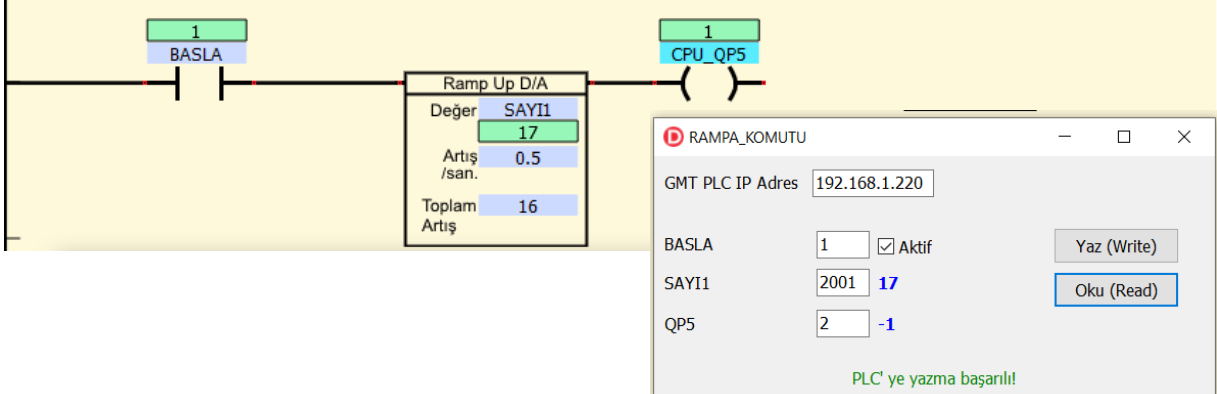 1
BASLA
1
CPU_QP5
Ramp Up D/A
Değer SAYI1
17
Artış 0.5
/san.
Toplam 16
Artış
RAMPA_KOMUTU
GMT PLC IP Adres 192.168.1.220
BASLA 1 Aktif Yaz (Write)
SAYI1 2001 17 Oku (Read)
QP5 2 -1
PLC' ye yazma başarılı!